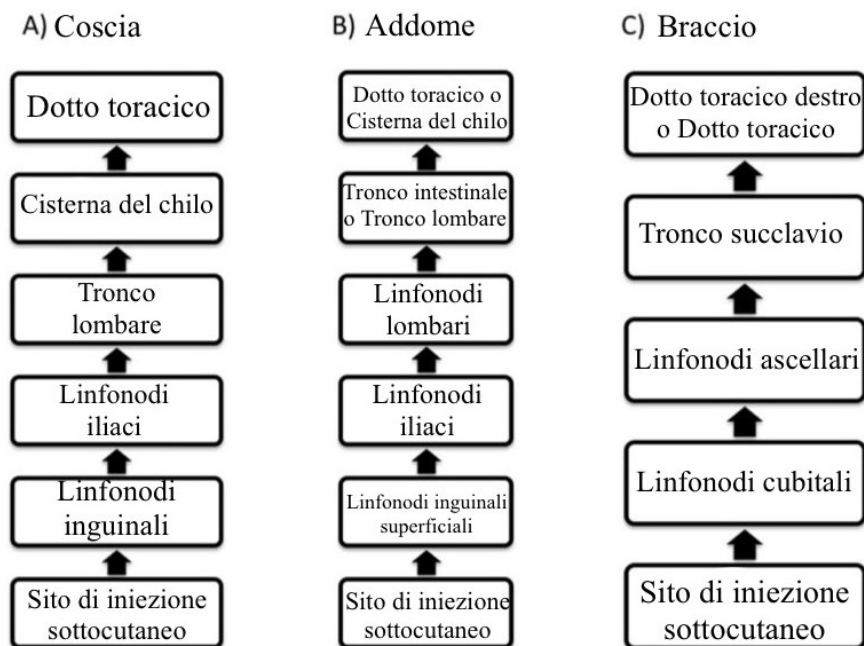 A) Coscia
Dotto toracico
Cisterna del chilo
Tronco
lombare
Linfonodi
iliaci
Linfonodi
inguinali
Sito di iniezione
sottocutaneo
B) Addome
Dotto toracico o
Cisterna del chilo
Tronco intestinale
o Tronco lombare
Linfonodi
lombari
Linfonodi
iliaci
Linfonodi inguinali
superficiali
Sito di iniezione
sottocutaneo
C) Braccio
Dotto toracico destro
o Dotto toracico
Tronco succlavio
Linfonodi ascellari
Linfonodi cubitali
Sito di iniezione
sottocutaneo